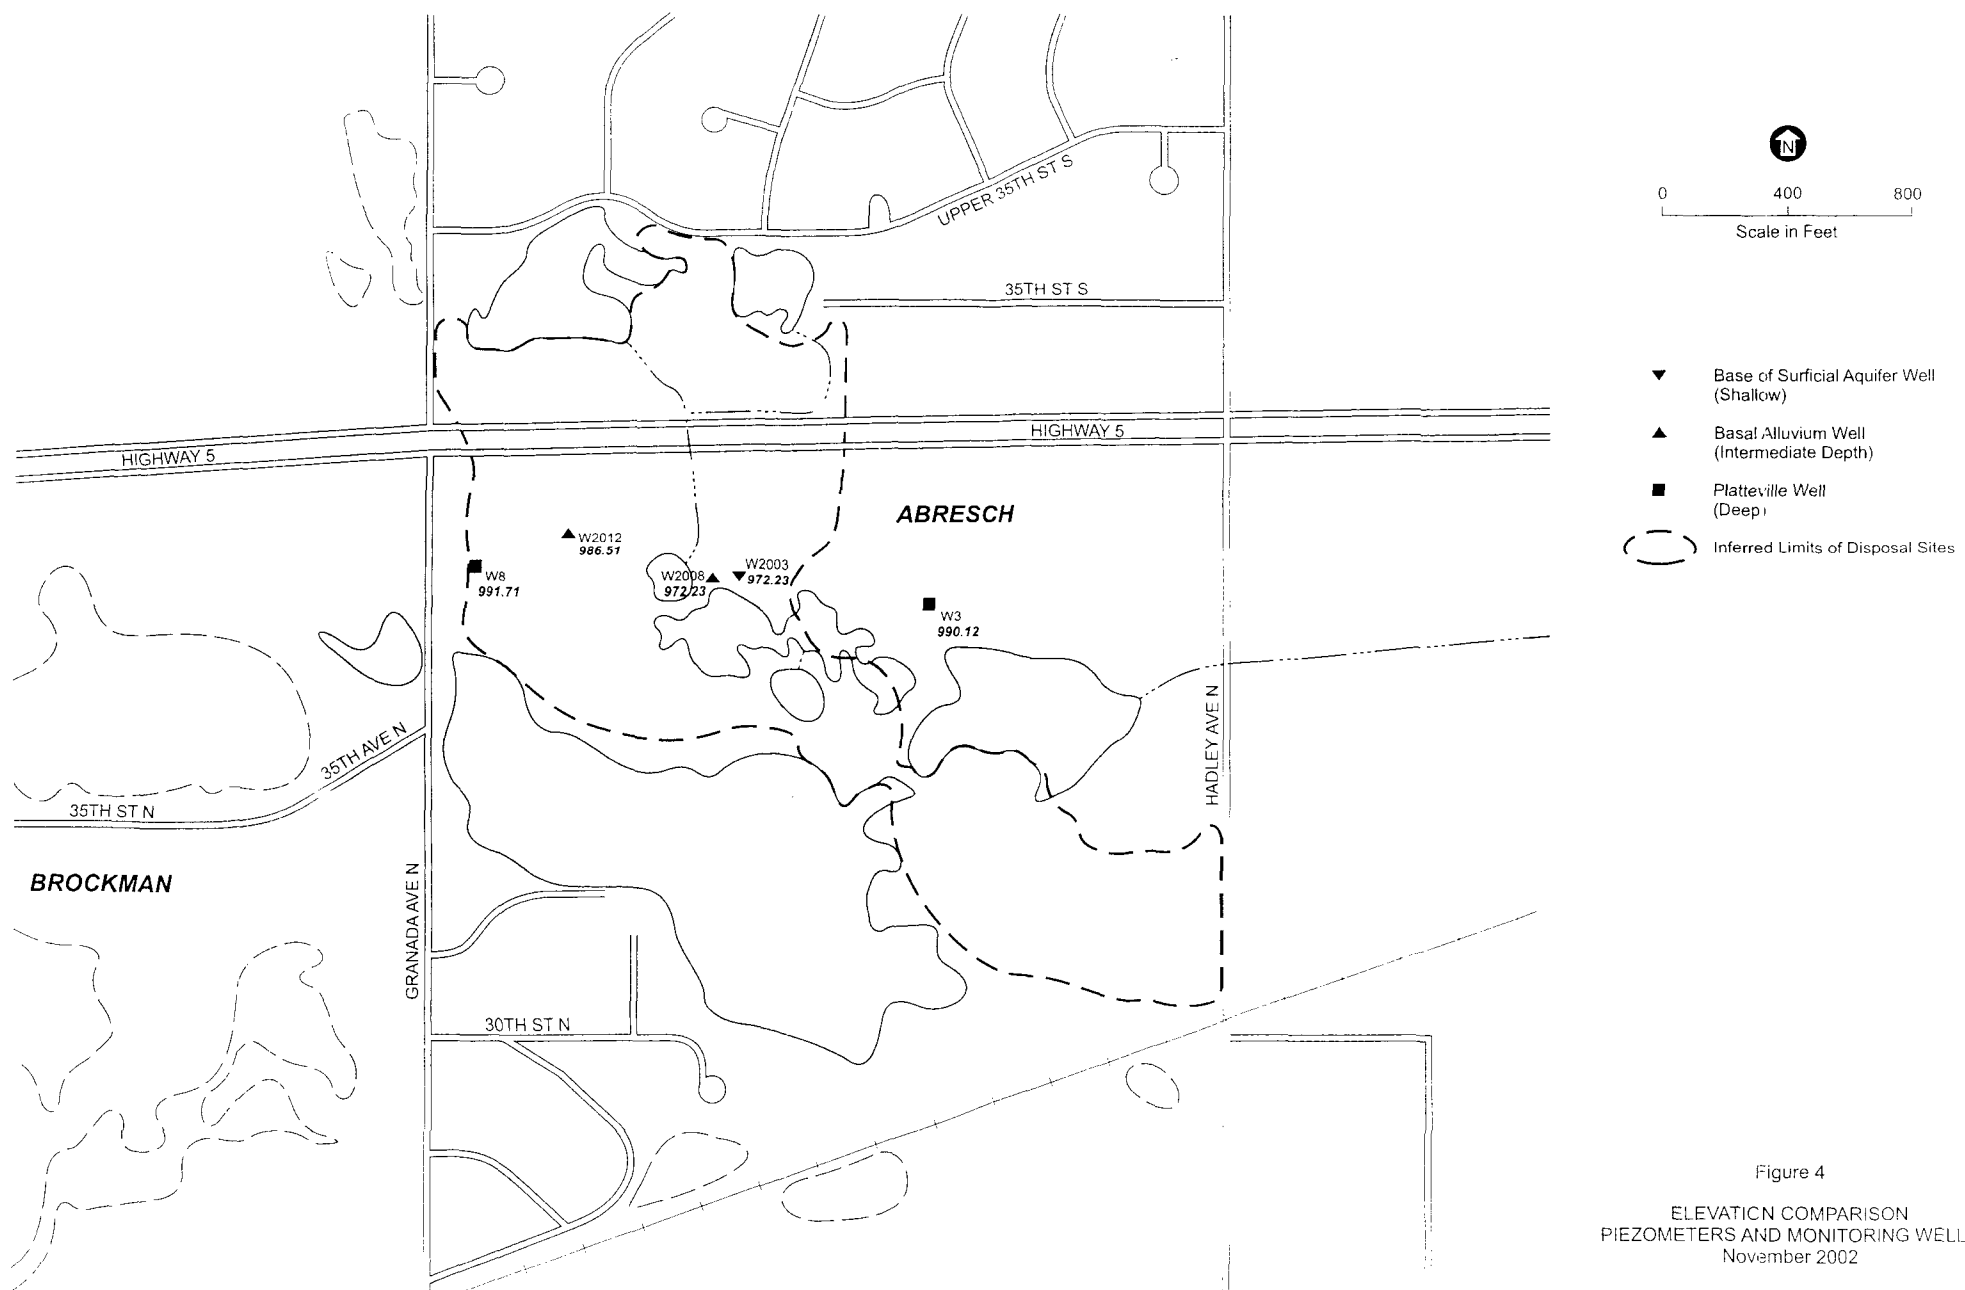 N
0 400 800
Scale in Feet
UPPER 35TH ST S
35TH ST S
HIGHWAY 5
HIGHWAY 5
Base of Surficial Aquifer Well
(Shallow)
Basal Alluvium Well
(Intermediate Depth)
Platteville Well
(Deep)
Inferred Limits of Disposal Sites
ABRESCH
W2012
986.51
W8
991.71
W2008
972.23
W2003
972.23
W3
990.12
35TH AVE N
35TH ST N
HADLEY AVE N
BROCKMAN
GRANADA AVE N
30TH ST N
Figure 4
ELEVATION COMPARISON
PIEZOMETERS AND MONITORING WELL
November 2002